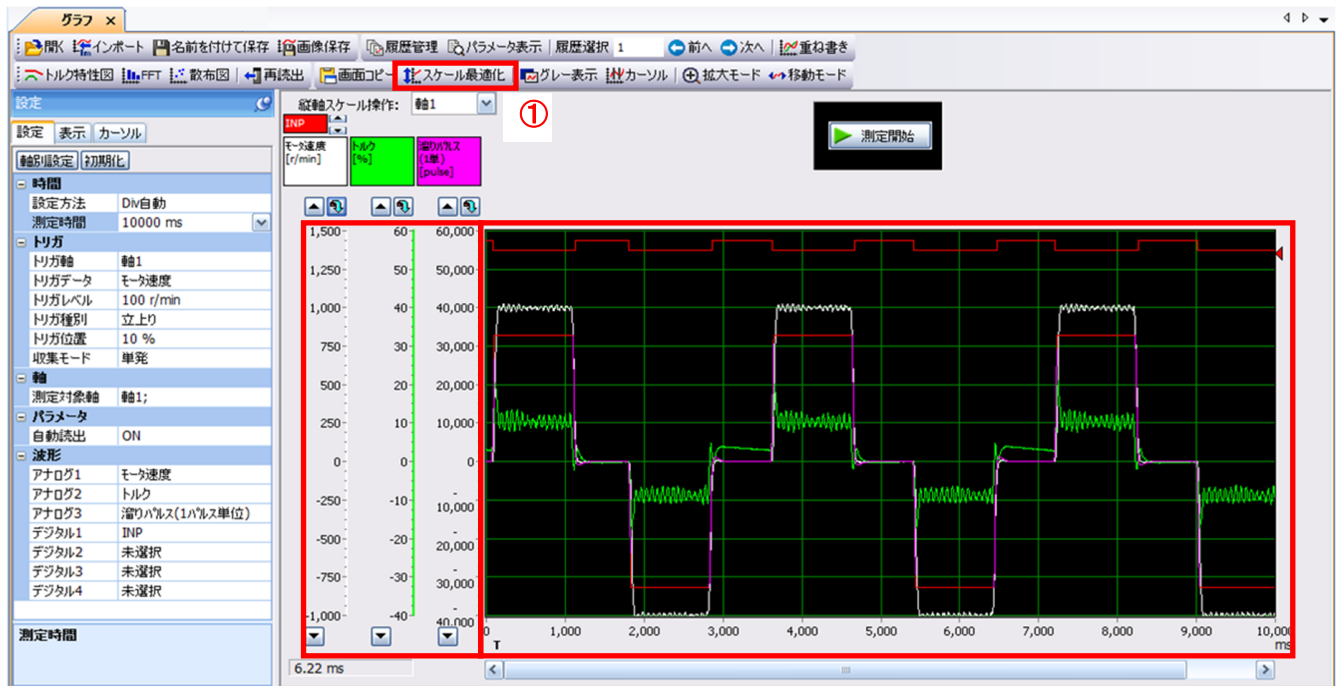 グラフ ×
開く インポート 名前を付けて保存 画像保存 履歴管理 パラメータ表示 履歴選択 1 前へ 次へ 重ね書き
トルク特性図 FFT 散布図 再読出 画面コピー スケール最適化 グレー表示 カーソル 拡大モード 移動モード
設定
設定 表示 カーソル
軸別設定 初期化
時間
設定方法 Div自動
測定時間 10000 ms
トリガ
トリガ軸 軸1
トリガデータ モータ速度
トリガレベル 100 r/min
トリガ種別 立上り
トリガ位置 10 %
収集モード 単発
軸
測定対象軸 軸1;
パラメータ
自動読出 ON
波形
アナログ1 モータ速度
アナログ2 トルク
アナログ3 溜りパルス(1パルス単位)
デジタル1 INP
デジタル2 未選択
デジタル3 未選択
デジタル4 未選択
測定時間
縦軸スケール操作: 軸1
①
測定開始
INP
モータ速度
[r/min]
トルク
[%]
溜りパルス
(1単)
[pulse]
1,500 60 60,000
1,250 50 50,000
1,000 40 40,000
750 30 30,000
500 20 20,000
250 10 10,000
0 0 0
-250 -10 -10,000
-500 -20 -20,000
-750 -30 -30,000
-1,000 -40 -40,000
0 1,000 2,000 3,000 4,000 5,000 6,000 7,000 8,000 9,000 10,000
T ms
6.22 ms